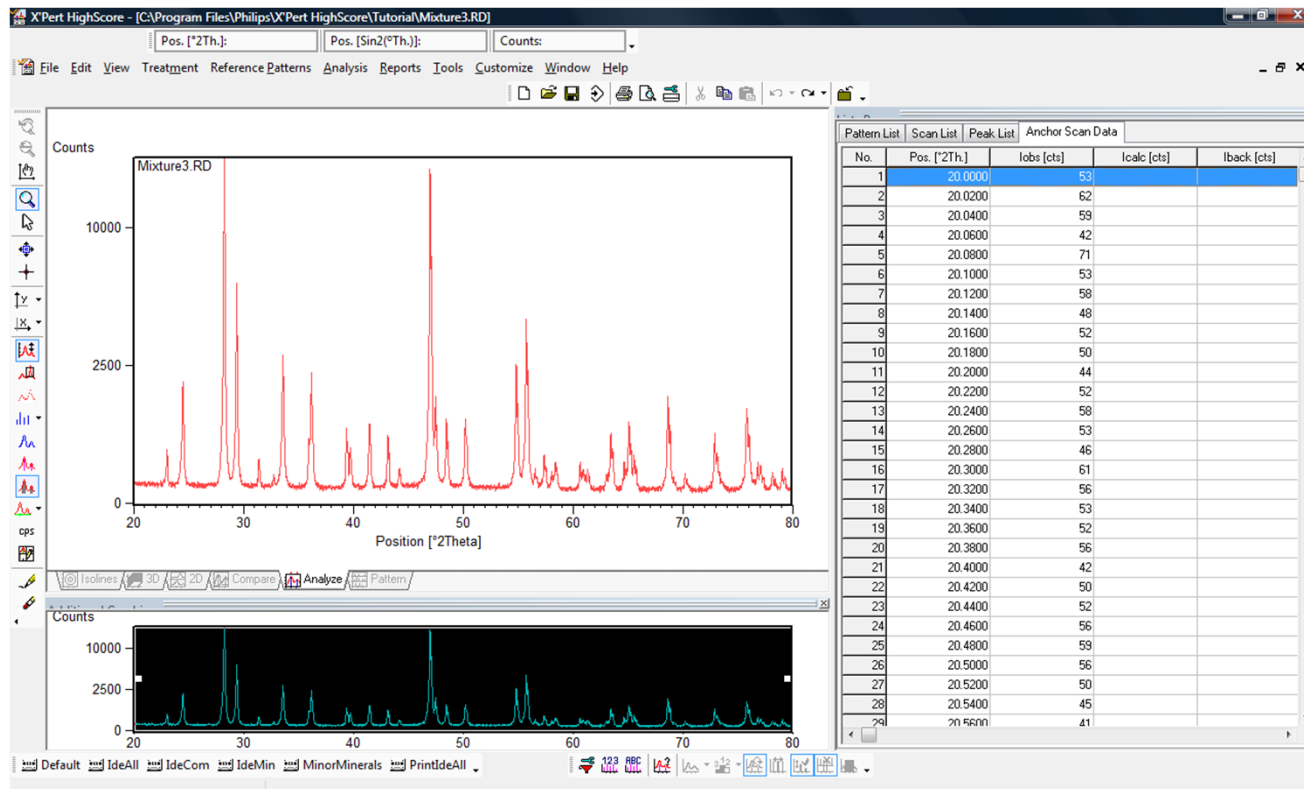 X'Pert HighScore - [C:\Program Files\Philips\X'Pert HighScore\Tutorial\Mixture3.RD]
Pos. [°2Th.]: Pos. [Sin2(°Th.)]: Counts:
File Edit View Treatment Reference Patterns Analysis Reports Tools Customize Window Help
Counts
Mixture3.RD
10000
2500
0
20 30 40 50 60 70 80
Position [°2Theta]
Isolines 3D 2D Compare Analyze Pattern
Counts
10000
2500
0
20 30 40 50 60 70 80
cps
Pattern List Scan List Peak List Anchor Scan Data
No. Pos. [°2Th.] Iobs [cts] Icalc [cts] Iback [cts]
1 20.0000 53
2 20.0200 62
3 20.0400 59
4 20.0600 42
5 20.0800 71
6 20.1000 53
7 20.1200 58
8 20.1400 48
9 20.1600 52
10 20.1800 50
11 20.2000 44
12 20.2200 52
13 20.2400 58
14 20.2600 53
15 20.2800 46
16 20.3000 61
17 20.3200 56
18 20.3400 53
19 20.3600 52
20 20.3800 56
21 20.4000 42
22 20.4200 50
23 20.4400 52
24 20.4600 56
25 20.4800 59
26 20.5000 56
27 20.5200 50
28 20.5400 45
29 20.5600 41
Default IdeAll IdeCom IdeMin MinorMinerals PrintIdeAll
123 ABC